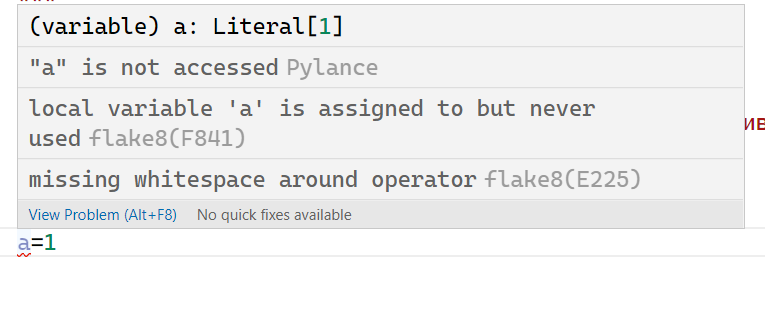 (variable) a: Literal[1]
"a" is not accessed Pylance
local variable 'a' is assigned to but never
used flake8(F841)
missing whitespace around operator flake8(E225)
View Problem (Alt+F8) No quick fixes available
a=1